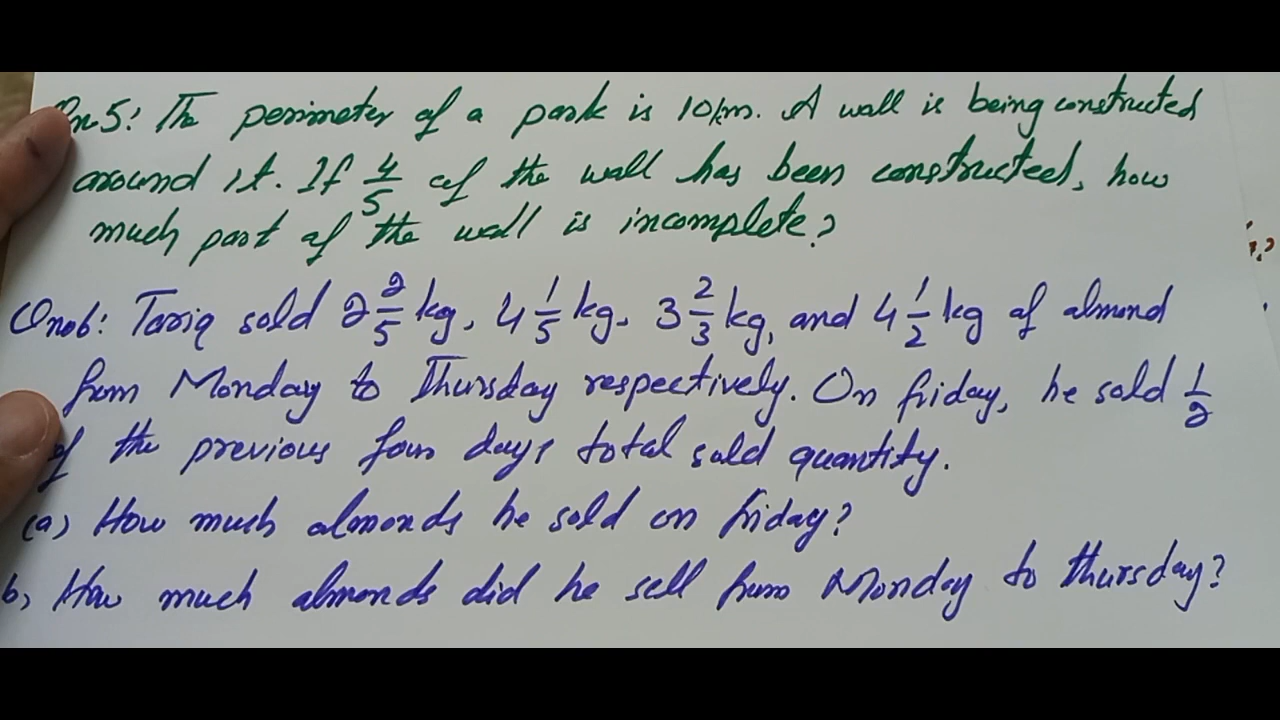 Qn5: The perimeter of a park is 10km. A wall is being constructed
around it. If 4/5 of the wall has been constructed, how
much part of the wall is incomplete?
Qno6: Tariq sold 2 2/5 kg, 4 1/5 kg, 3 2/3 kg, and 4 1/2 kg of almond
from Monday to Thursday respectively. On friday, he sold 1/2
of the previous four days total sold quantity.
(a) How much almonds he sold on friday?
b) How much almonds did he sell from Monday to thursday?